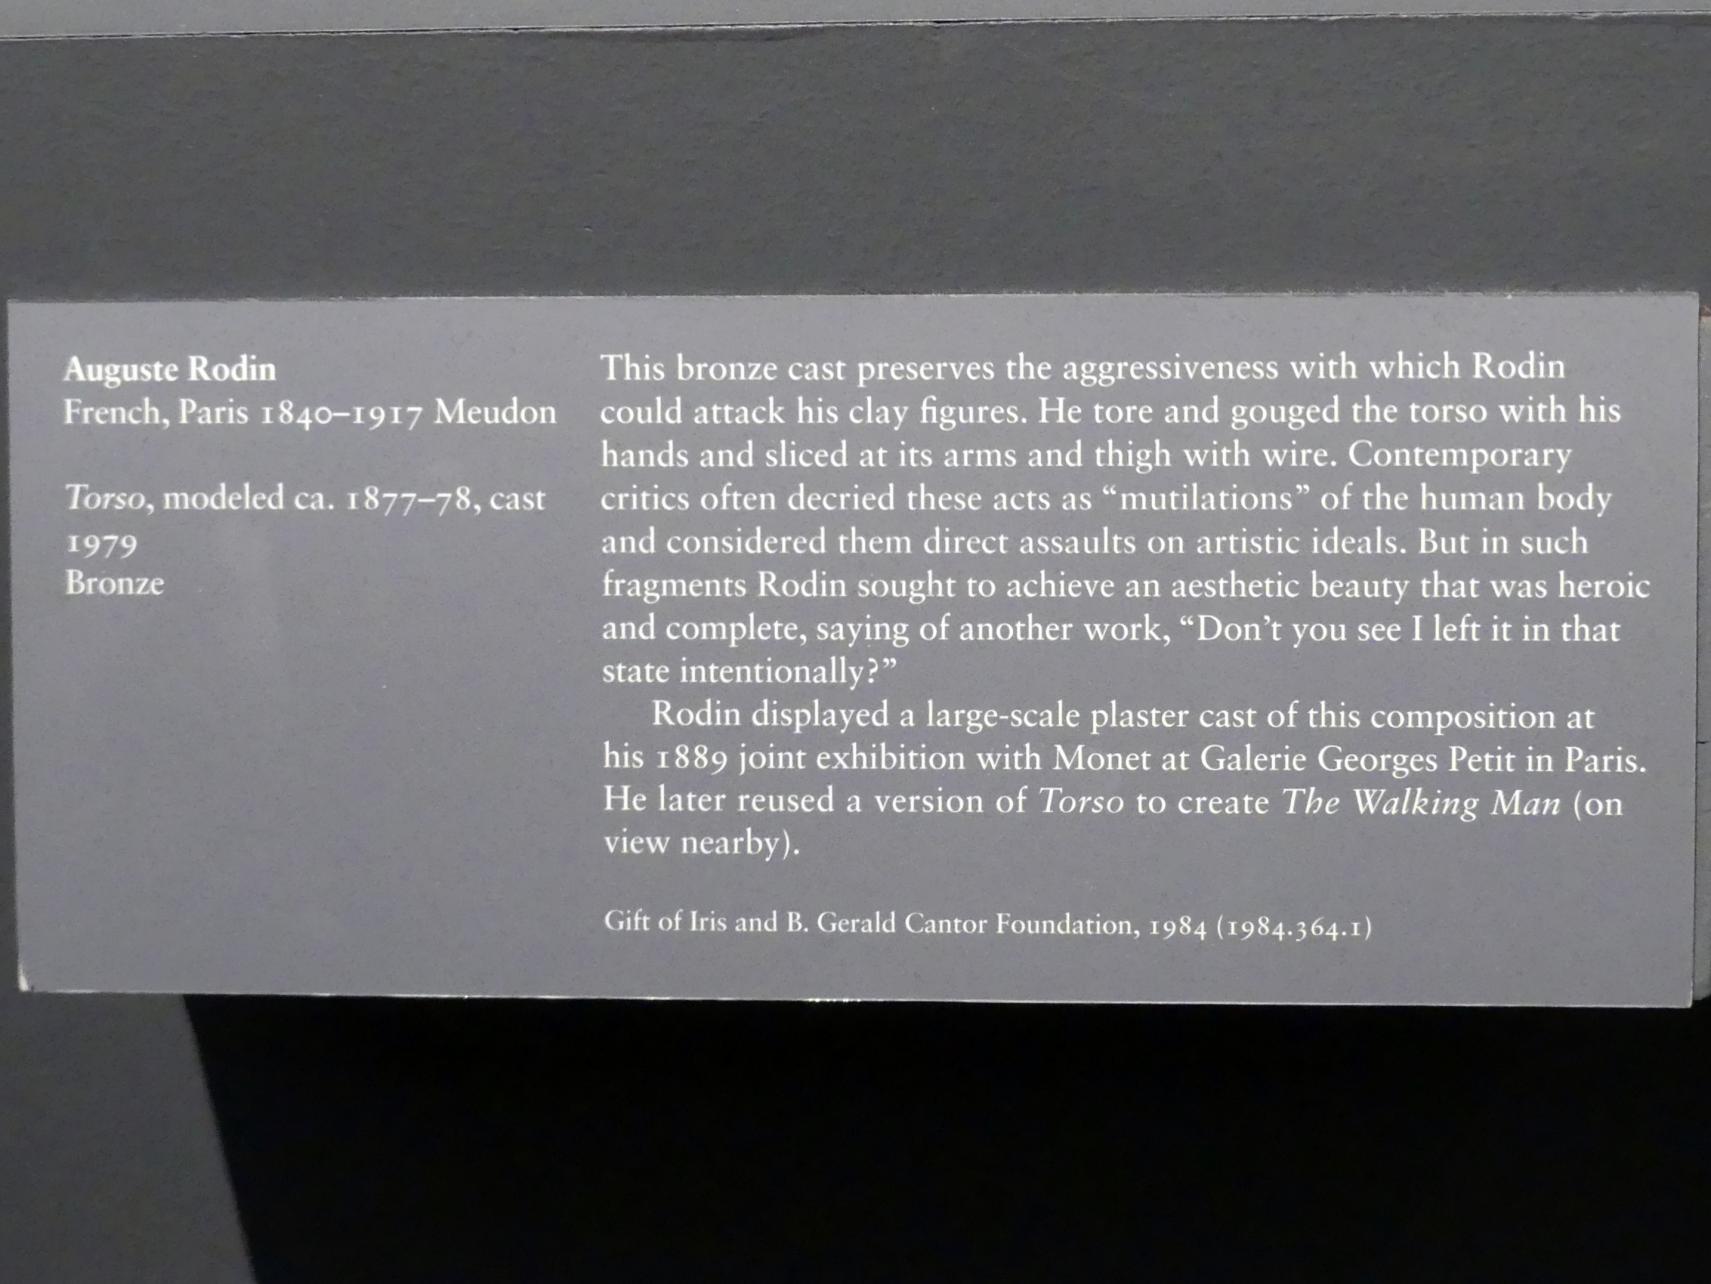 Auguste Rodin
French, Paris 1840–1917 Meudon
Torso, modeled ca. 1877–78, cast
1979
Bronze
This bronze cast preserves the aggressiveness with which Rodin
could attack his clay figures. He tore and gouged the torso with his
hands and sliced at its arms and thigh with wire. Contemporary
critics often decried these acts as “mutilations” of the human body
and considered them direct assaults on artistic ideals. But in such
fragments Rodin sought to achieve an aesthetic beauty that was heroic
and complete, saying of another work, “Don’t you see I left it in that
state intentionally?”
Rodin displayed a large-scale plaster cast of this composition at
his 1889 joint exhibition with Monet at Galerie Georges Petit in Paris.
He later reused a version of Torso to create The Walking Man (on
view nearby).
Gift of Iris and B. Gerald Cantor Foundation, 1984 (1984.364.1)